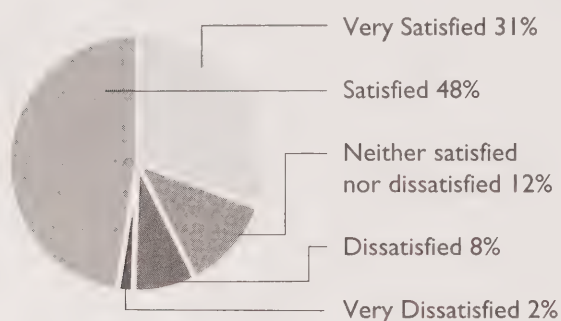 Very Satisfied 31%
Satisfied 48%
Neither satisfied
nor dissatisfied 12%
Dissatisfied 8%
Very Dissatisfied 2%